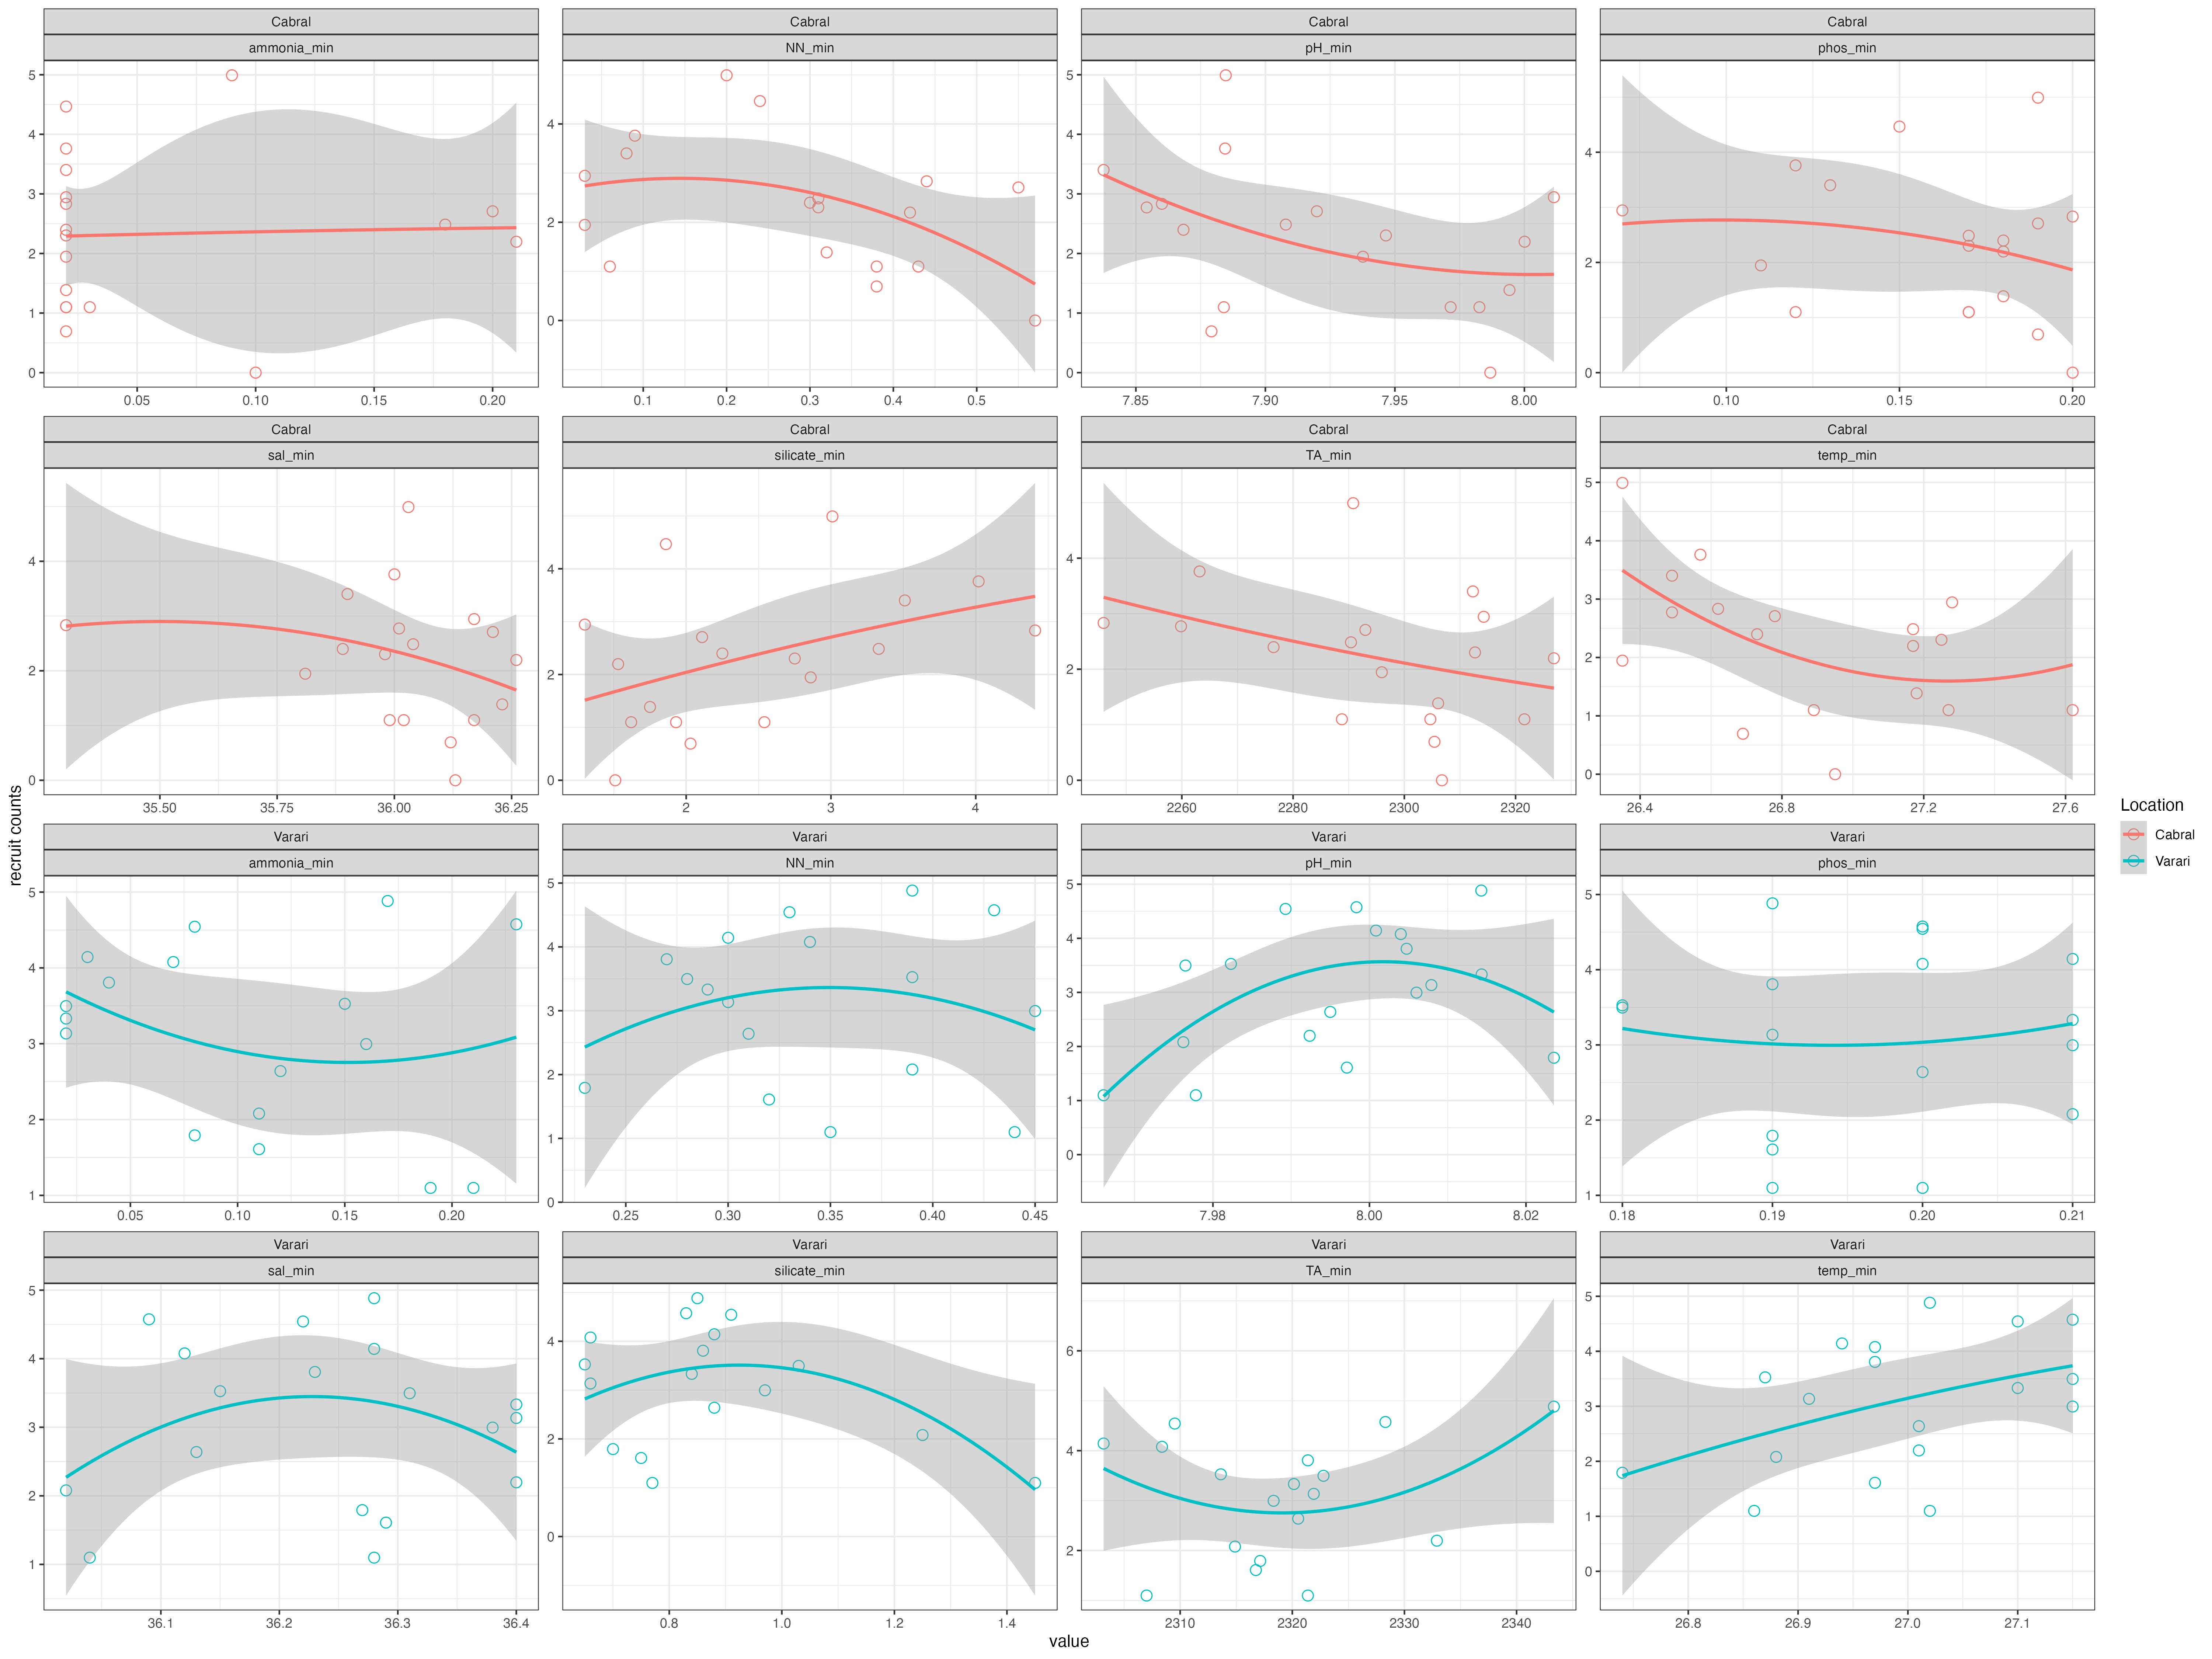 Cabral Cabral Cabral Cabral
ammonia_min NN_min pH_min phos_min
5 4 3 2 1 0
0.05 0.10 0.15 0.20
4 2 0
0.1 0.2 0.3 0.4 0.5
5 4 3 2 1 0
7.85 7.90 7.95 8.00
4 2 0
0.10 0.15 0.20
Cabral Cabral Cabral Cabral
sal_min silicate_min TA_min temp_min
4 2 0
35.50 35.75 36.00 36.25
4 2 0
2 3 4
4 2 0
2260 2280 2300 2320
5 4 3 2 1 0
26.4 26.8 27.2 27.6
recruit counts
Location
Cabral
Varari
Varari Varari Varari Varari
ammonia_min NN_min pH_min phos_min
5 4 3 2 1
0.05 0.10 0.15 0.20
5 4 3 2 1 0
0.25 0.30 0.35 0.40 0.45
5 4 3 2 1 0
7.98 8.00 8.02
5 4 3 2 1
0.18 0.19 0.20 0.21
Varari Varari Varari Varari
sal_min silicate_min TA_min temp_min
5 4 3 2 1
36.1 36.2 36.3 36.4
4 2 0
0.8 1.0 1.2 1.4
6 4 2
2310 2320 2330 2340
5 4 3 2 1 0
26.8 26.9 27.0 27.1
value